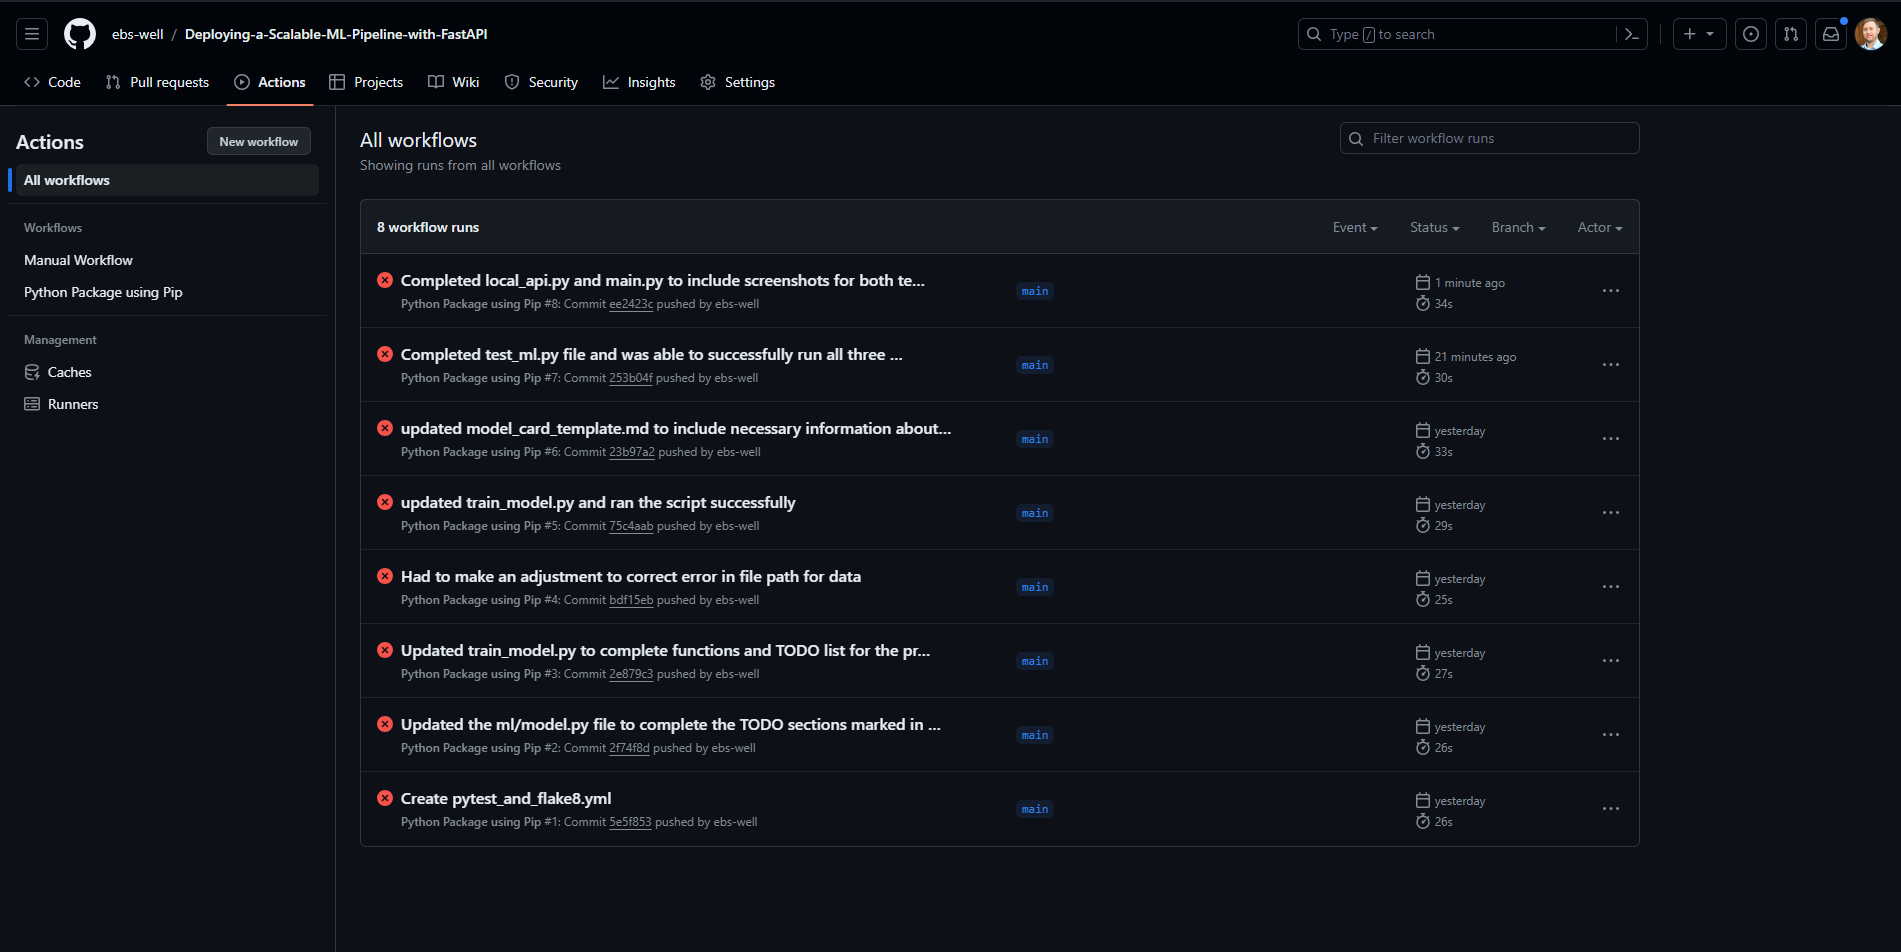 ebs-well / Deploying-a-Scalable-ML-Pipeline-with-FastAPI
Type / to search
Code
Pull requests
Actions
Projects
Wiki
Security
Insights
Settings
Actions
New workflow
All workflows
Workflows
Manual Workflow
Python Package using Pip
Management
Caches
Runners
All workflows
Showing runs from all workflows
Filter workflow runs
8 workflow runs
Event
Status
Branch
Actor
Completed local_api.py and main.py to include screenshots for both te...
Python Package using Pip #8: Commit ee2423c pushed by ebs-well
main
1 minute ago
34s
Completed test_ml.py file and was able to successfully run all three ...
Python Package using Pip #7: Commit 253b04f pushed by ebs-well
main
21 minutes ago
30s
updated model_card_template.md to include necessary information about...
Python Package using Pip #6: Commit 23b97a2 pushed by ebs-well
main
yesterday
33s
updated train_model.py and ran the script successfully
Python Package using Pip #5: Commit 75c4aab pushed by ebs-well
main
yesterday
29s
Had to make an adjustment to correct error in file path for data
Python Package using Pip #4: Commit bdf15eb pushed by ebs-well
main
yesterday
25s
Updated train_model.py to complete functions and TODO list for the pr...
Python Package using Pip #3: Commit 2e879c3 pushed by ebs-well
main
yesterday
27s
Updated the ml/model.py file to complete the TODO sections marked in ...
Python Package using Pip #2: Commit 2f74f8d pushed by ebs-well
main
yesterday
26s
Create pytest_and_flake8.yml
Python Package using Pip #1: Commit 5e5f853 pushed by ebs-well
main
yesterday
26s